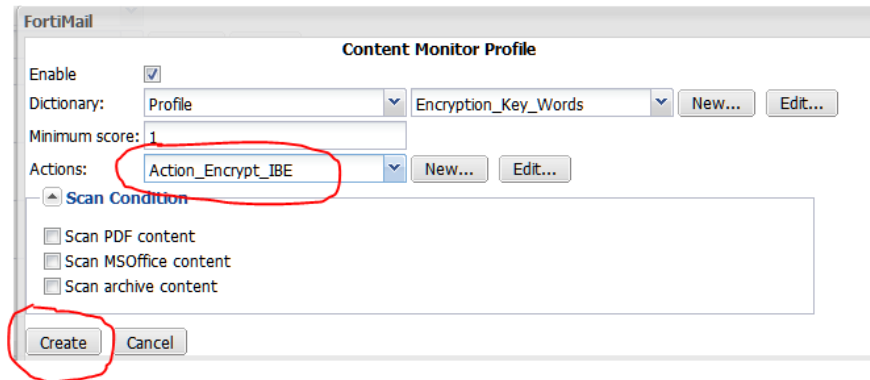 FortiMail
Content Monitor Profile
Enable
Dictionary: Profile Encryption_Key_Words New... Edit...
Minimum score: 1
Actions: Action_Encrypt_IBE New... Edit...
Scan Condition
Scan PDF content
Scan MSOffice content
Scan archive content
Create Cancel